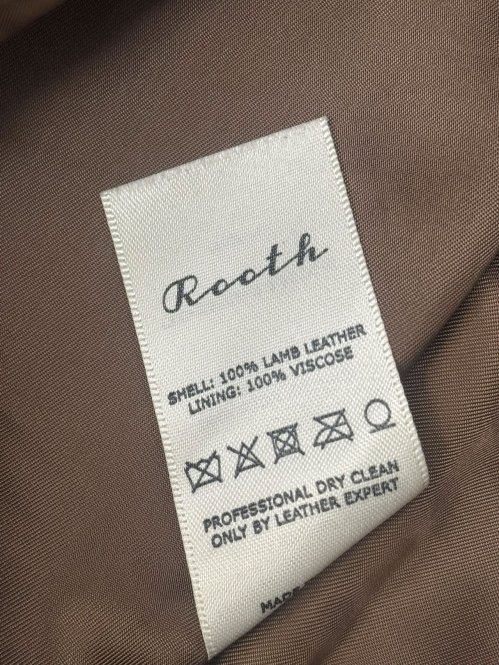 Rooth
SHELL: 100% LAMB LEATHER
LINING: 100% VISCOSE
PROFESSIONAL DRY CLEAN
ONLY BY LEATHER EXPERT